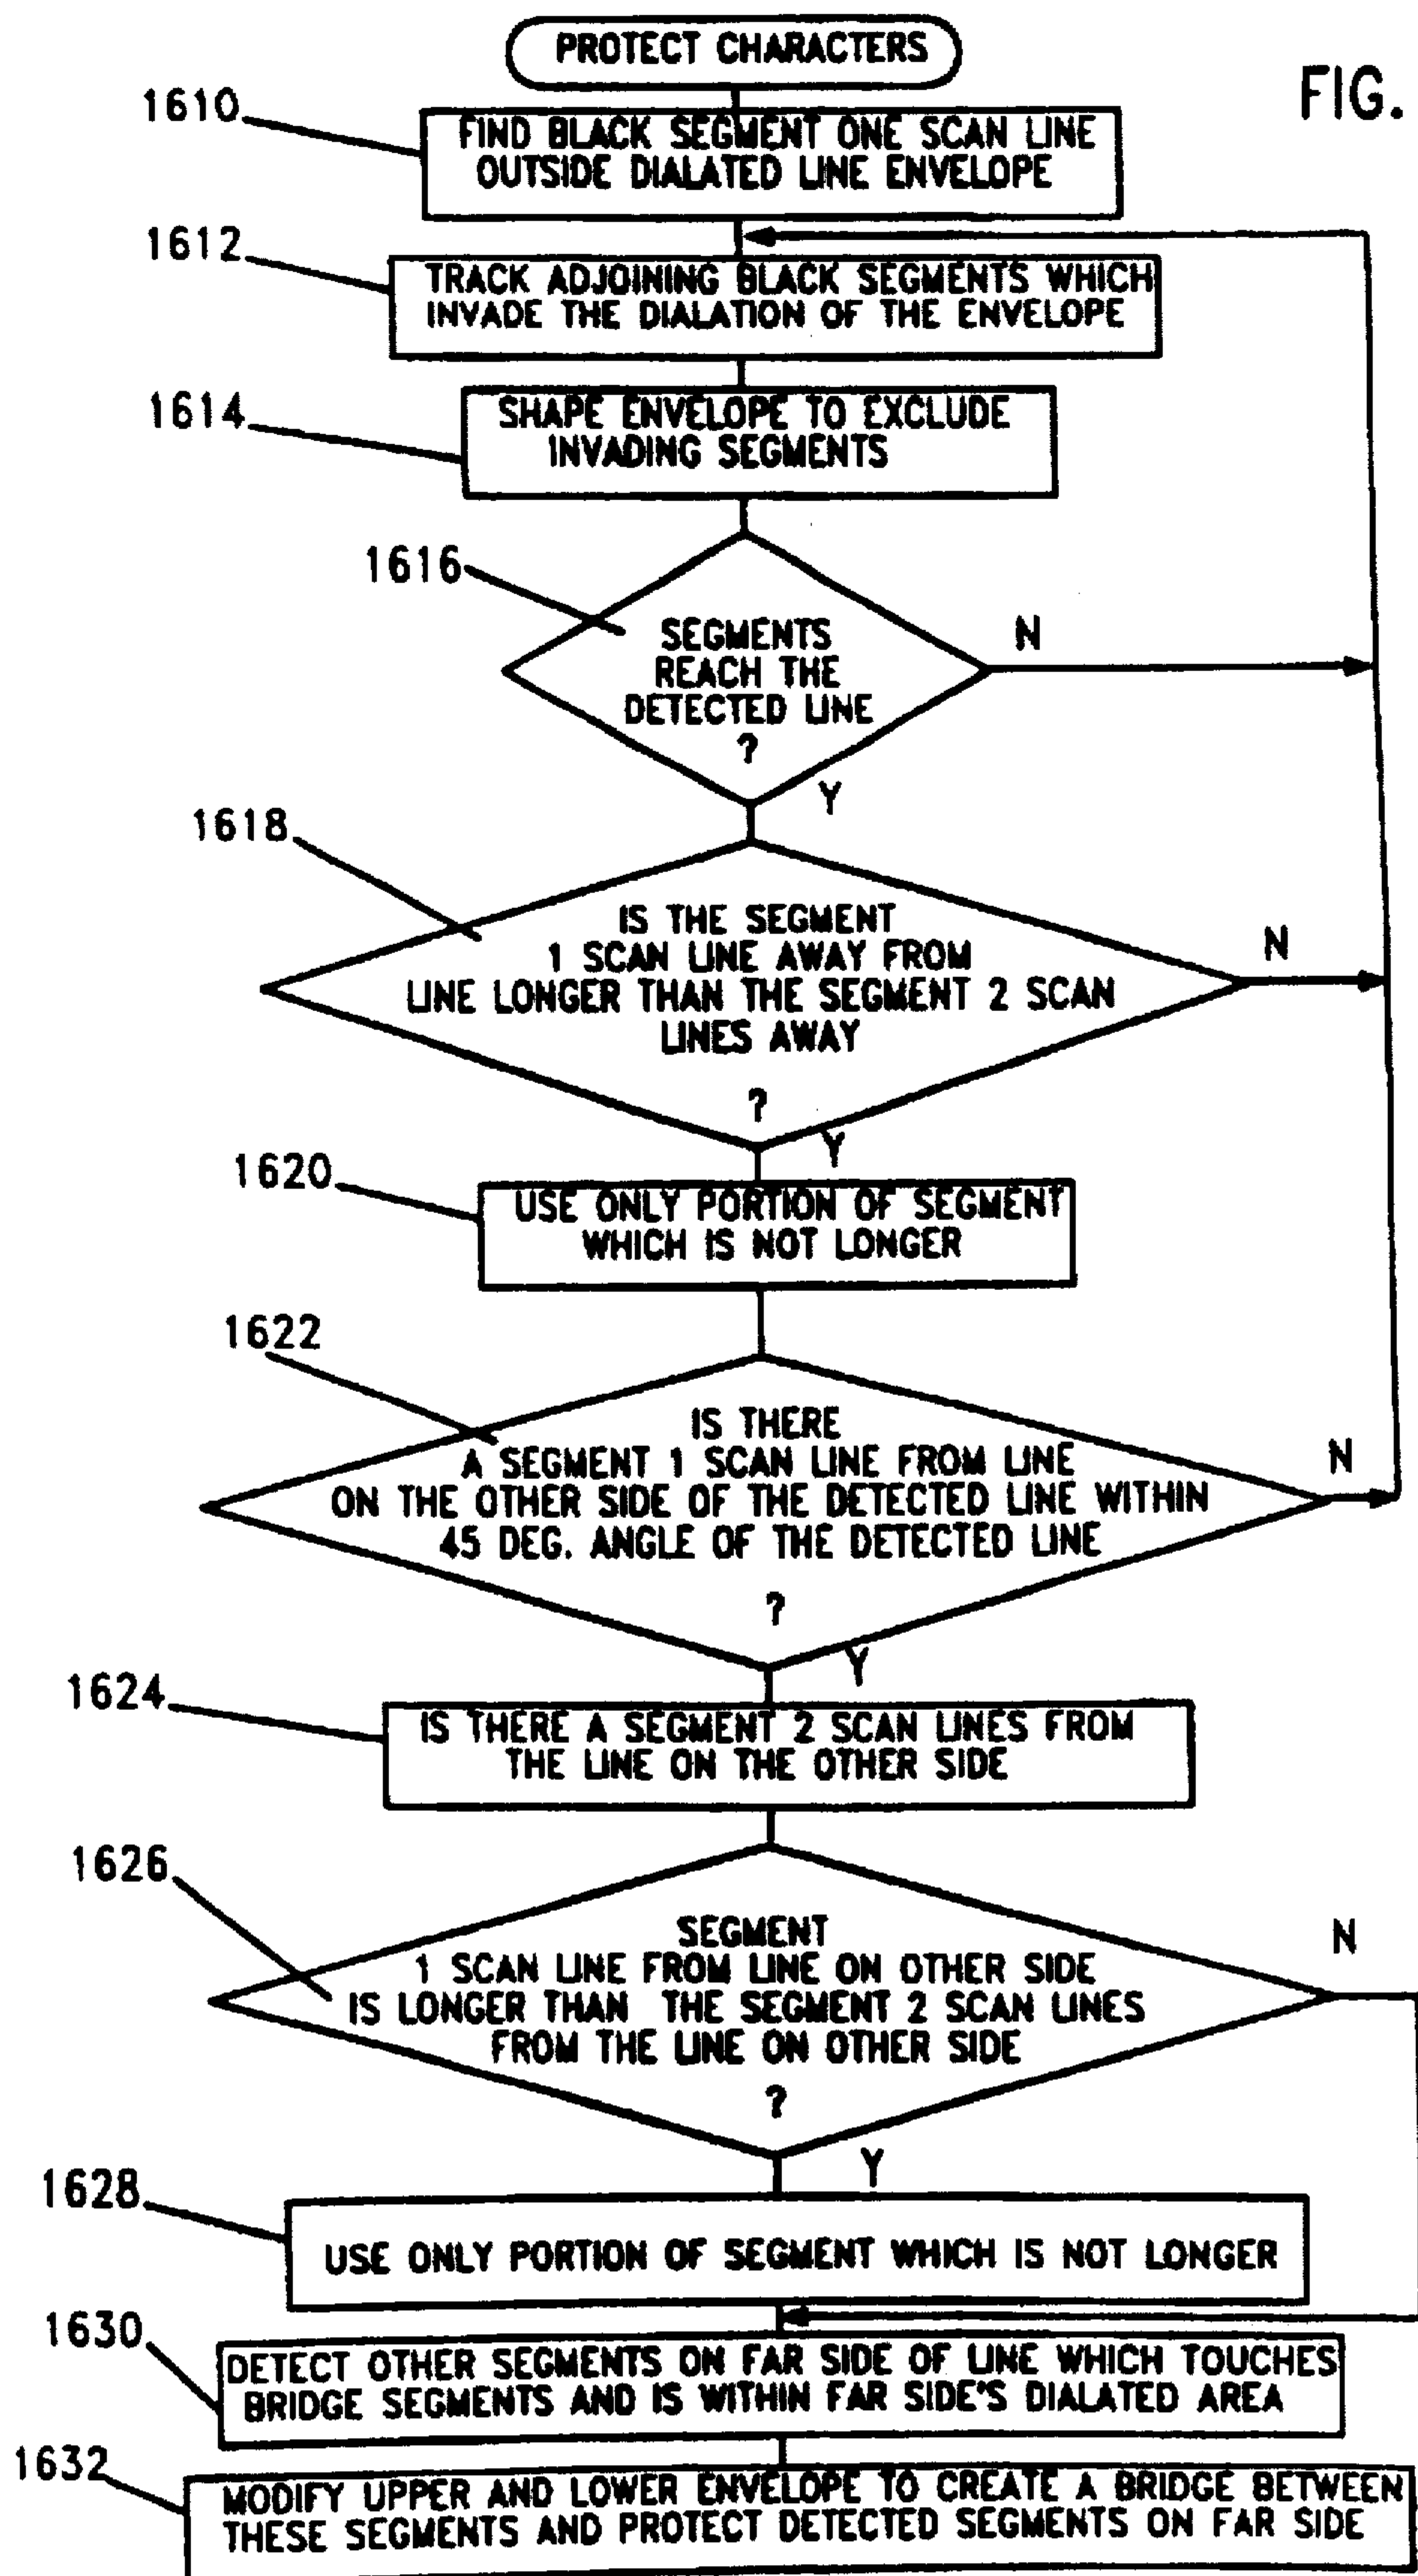 PROTECT CHARACTERS
FIG.
1610
FIND BLACK SEGMENT ONE SCAN LINE
OUTSIDE DIALATED LINE ENVELOPE
1612
TRACK ADJOINING BLACK SEGMENTS WHICH
INVADE THE DIALATION OF THE ENVELOPE
1614
SHAPE ENVELOPE TO EXCLUDE
INVADING SEGMENTS
1616
SEGMENTS
REACH THE
DETECTED LINE
?
N
Y
1618
IS THE SEGMENT
1 SCAN LINE AWAY FROM
LINE LONGER THAN THE SEGMENT 2 SCAN
LINES AWAY
?
N
Y
1620
USE ONLY PORTION OF SEGMENT
WHICH IS NOT LONGER
1622
IS THERE
A SEGMENT 1 SCAN LINE FROM LINE
ON THE OTHER SIDE OF THE DETECTED LINE WITHIN
45 DEG. ANGLE OF THE DETECTED LINE
?
N
Y
1624
IS THERE A SEGMENT 2 SCAN LINES FROM
THE LINE ON THE OTHER SIDE
1626
SEGMENT
1 SCAN LINE FROM LINE ON OTHER SIDE
IS LONGER THAN THE SEGMENT 2 SCAN LINES
FROM THE LINE ON OTHER SIDE
?
N
Y
1628
USE ONLY PORTION OF SEGMENT WHICH IS NOT LONGER
1630
DETECT OTHER SEGMENTS ON FAR SIDE OF LINE WHICH TOUCHES
BRIDGE SEGMENTS AND IS WITHIN FAR SIDE'S DIALATED AREA
1632
MODIFY UPPER AND LOWER ENVELOPE TO CREATE A BRIDGE BETWEEN
THESE SEGMENTS AND PROTECT DETECTED SEGMENTS ON FAR SIDE